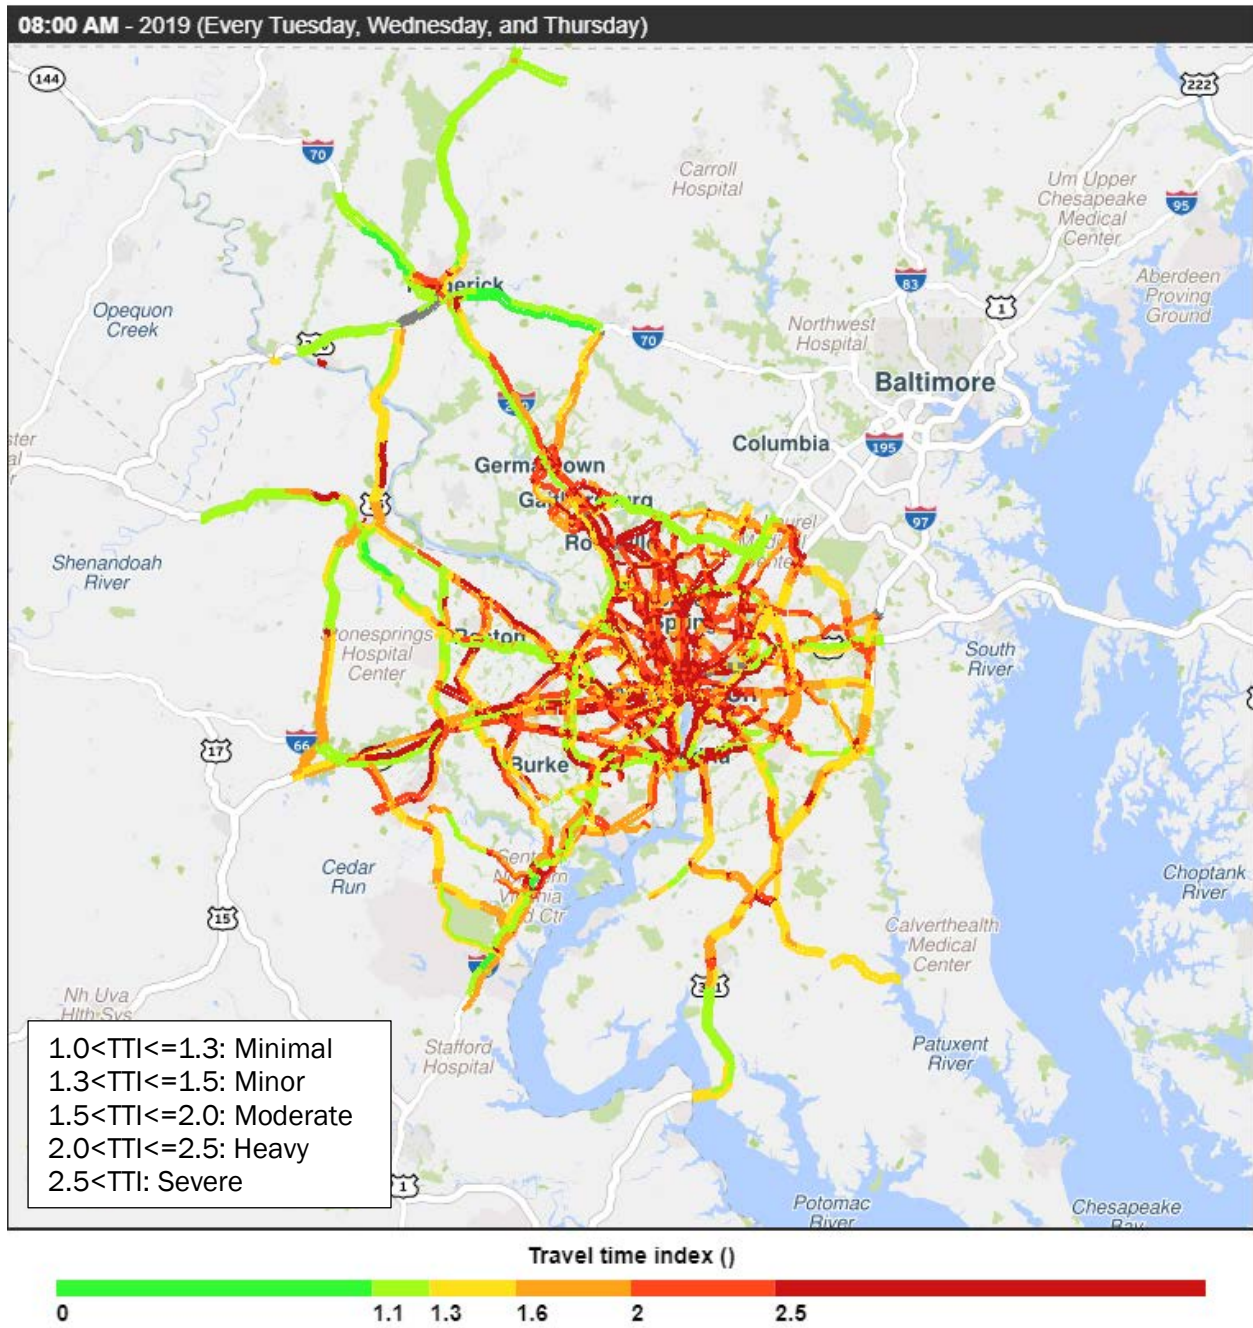 08:00 AM - 2019 (Every Tuesday, Wednesday, and Thursday)
144
222
70
Carroll
Hospital
Um Upper
Chesapeake
Medical
Center
95
83
Aberdeen
Proving
Ground
Opequon
Creek
1
Northwest
Hospital
70
Baltimore
Columbia
195
97
Shenandoah
River
Stonesprings
Hospital
Center
South
River
17
66
Burke
Cedar
Run
Choptank
River
15
Calverthealth
Medical
Center
Nh Uva
Hlth Sys
Stafford
Hospital
Patuxent
River
1
Potomac
River
Chesapeake
Bay
1.0<TTI<=1.3: Minimal
1.3<TTI<=1.5: Minor
1.5<TTI<=2.0: Moderate
2.0<TTI<=2.5: Heavy
2.5<TTI: Severe
Travel time index ()
0 1.1 1.3 1.6 2 2.5